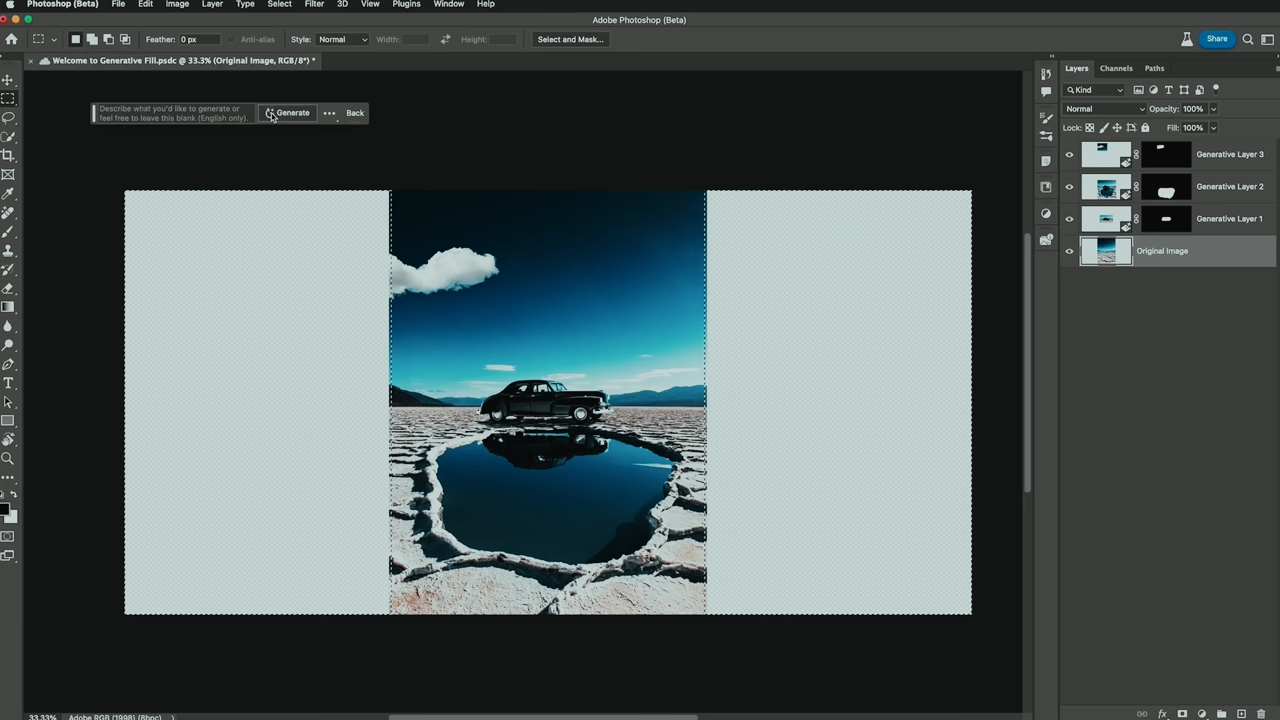 Photoshop (Beta) File Edit Image Layer Type Select Filter 3D View Plugins Window Help
Adobe Photoshop (Beta)
Feather: 0 px Anti-alias Style: Normal Width: Height: Select and Mask... Share
× Welcome to Generative Fill.psdc @ 33.3% (Original Image, RGB/8*) *
Layers Channels Paths
Kind
Normal Opacity: 100%
Lock: Fill: 100%
Describe what you'd like to generate or
feel free to leave this blank (English only).
Generate ... Back
Generative Layer 3
Generative Layer 2
Generative Layer 1
Original Image
33.33% Adobe RGB (1998) (8bpc)